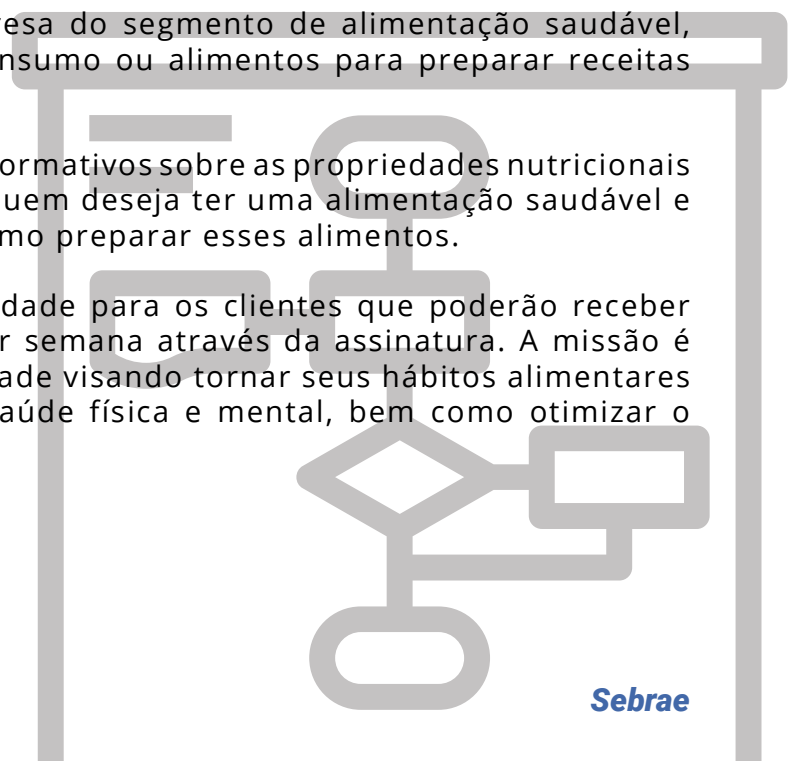 esa do segmento de alimentação saudável,
nsumo ou alimentos para preparar receitas
ormativos sobre as propriedades nutricionais
uem deseja ter uma alimentação saudável e
mo preparar esses alimentos.
dade para os clientes que poderão receber
r semana através da assinatura. A missão é
ade visando tornar seus hábitos alimentares
aúde física e mental, bem como otimizar o
Sebrae